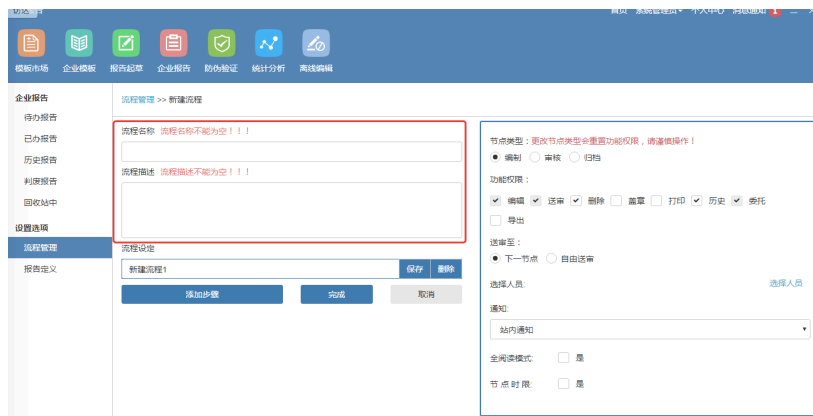 首页 系统管理员 个人中心 消息通知 1
模板市场 企业模板 报告起草 企业报告 防伪验证 统计分析 离线编辑
企业报告
待办报告
已办报告
历史报告
判废报告
回收站中
设置选项
流程管理
报告定义
流程管理 >> 新建流程
流程名称 流程名称不能为空！！！
流程描述 流程描述不能为空！！！
流程设定
新建流程1 保存 删除
添加步骤 完成 取消
节点类型：更改节点类型会重置功能权限，请谨慎操作！
编制 审核 归档
功能权限：
编辑 送审 删除 盖章 打印 历史 委托
导出
送审至：
下一节点 自由送审
选择人员: 选择人员
通知:
站内通知
全阅读模式: 是
节点时限: 是